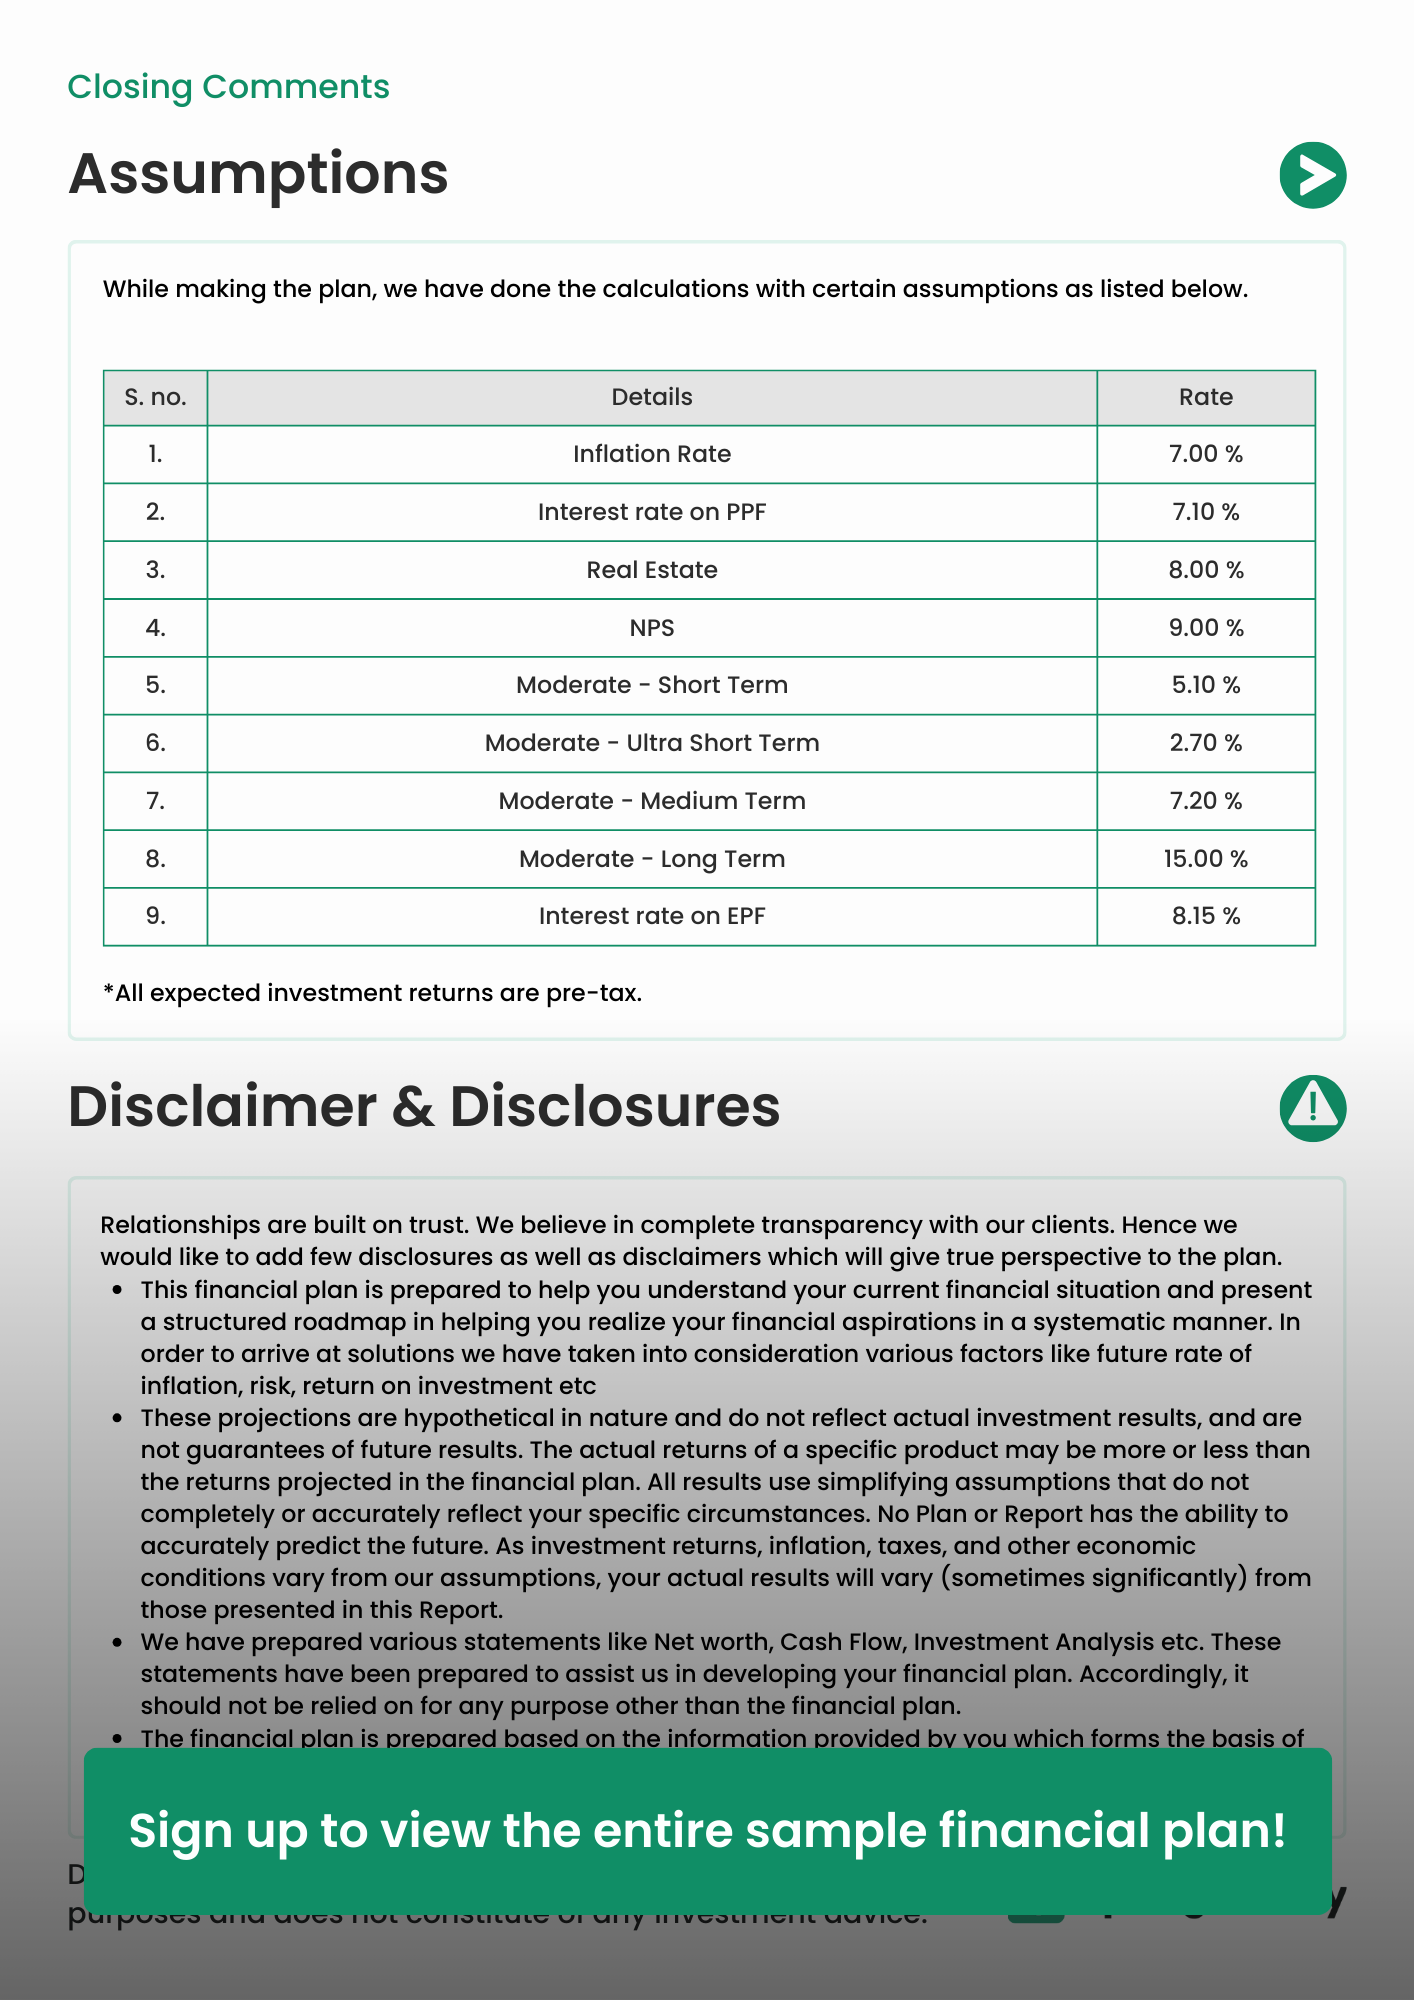 Closing Comments
Assumptions
While making the plan, we have done the calculations with certain assumptions as listed below.
S. no. Details Rate
1. Inflation Rate 7.00 %
2. Interest rate on PPF 7.10 %
3. Real Estate 8.00 %
4. NPS 9.00 %
5. Moderate - Short Term 5.10 %
6. Moderate - Ultra Short Term 2.70 %
7. Moderate - Medium Term 7.20 %
8. Moderate - Long Term 15.00 %
9. Interest rate on EPF 8.15 %
*All expected investment returns are pre-tax.
Disclaimer & Disclosures
Relationships are built on trust. We believe in complete transparency with our clients. Hence we
would like to add few disclosures as well as disclaimers which will give true perspective to the plan.
• This financial plan is prepared to help you understand your current financial situation and present
a structured roadmap in helping you realize your financial aspirations in a systematic manner. In
order to arrive at solutions we have taken into consideration various factors like future rate of
inflation, risk, return on investment etc
• These projections are hypothetical in nature and do not reflect actual investment results, and are
not guarantees of future results. The actual returns of a specific product may be more or less than
the returns projected in the financial plan. All results use simplifying assumptions that do not
completely or accurately reflect your specific circumstances. No Plan or Report has the ability to
accurately predict the future. As investment returns, inflation, taxes, and other economic
conditions vary from our assumptions, your actual results will vary (sometimes significantly) from
those presented in this Report.
• We have prepared various statements like Net worth, Cash Flow, Investment Analysis etc. These
statements have been prepared to assist us in developing your financial plan. Accordingly, it
should not be relied on for any purpose other than the financial plan.
• The financial plan is prepared based on the information provided by you which forms the basis of
Sign up to view the entire sample financial plan!
purposes and does not constitute of any investment advice.